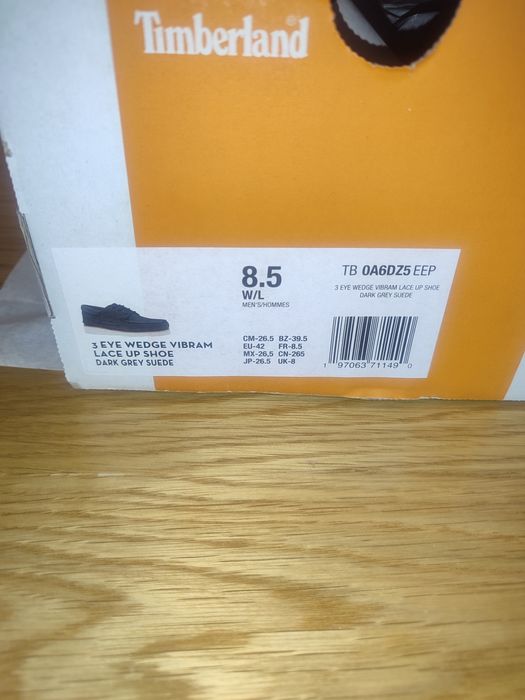 Timberland
8.5
W/L
MEN'S/HOMMES
TB 0A6DZ5 EEP
3 EYE WEDGE VIBRAM LACE UP SHOE
DARK GREY SUEDE
3 EYE WEDGE VIBRAM
LACE UP SHOE
DARK GREY SUEDE
CM-26.5 BZ-39.5
EU-42 FR-8.5
MX-26,5 CN-265
JP-26.5 UK-8
1 97063 71149 0